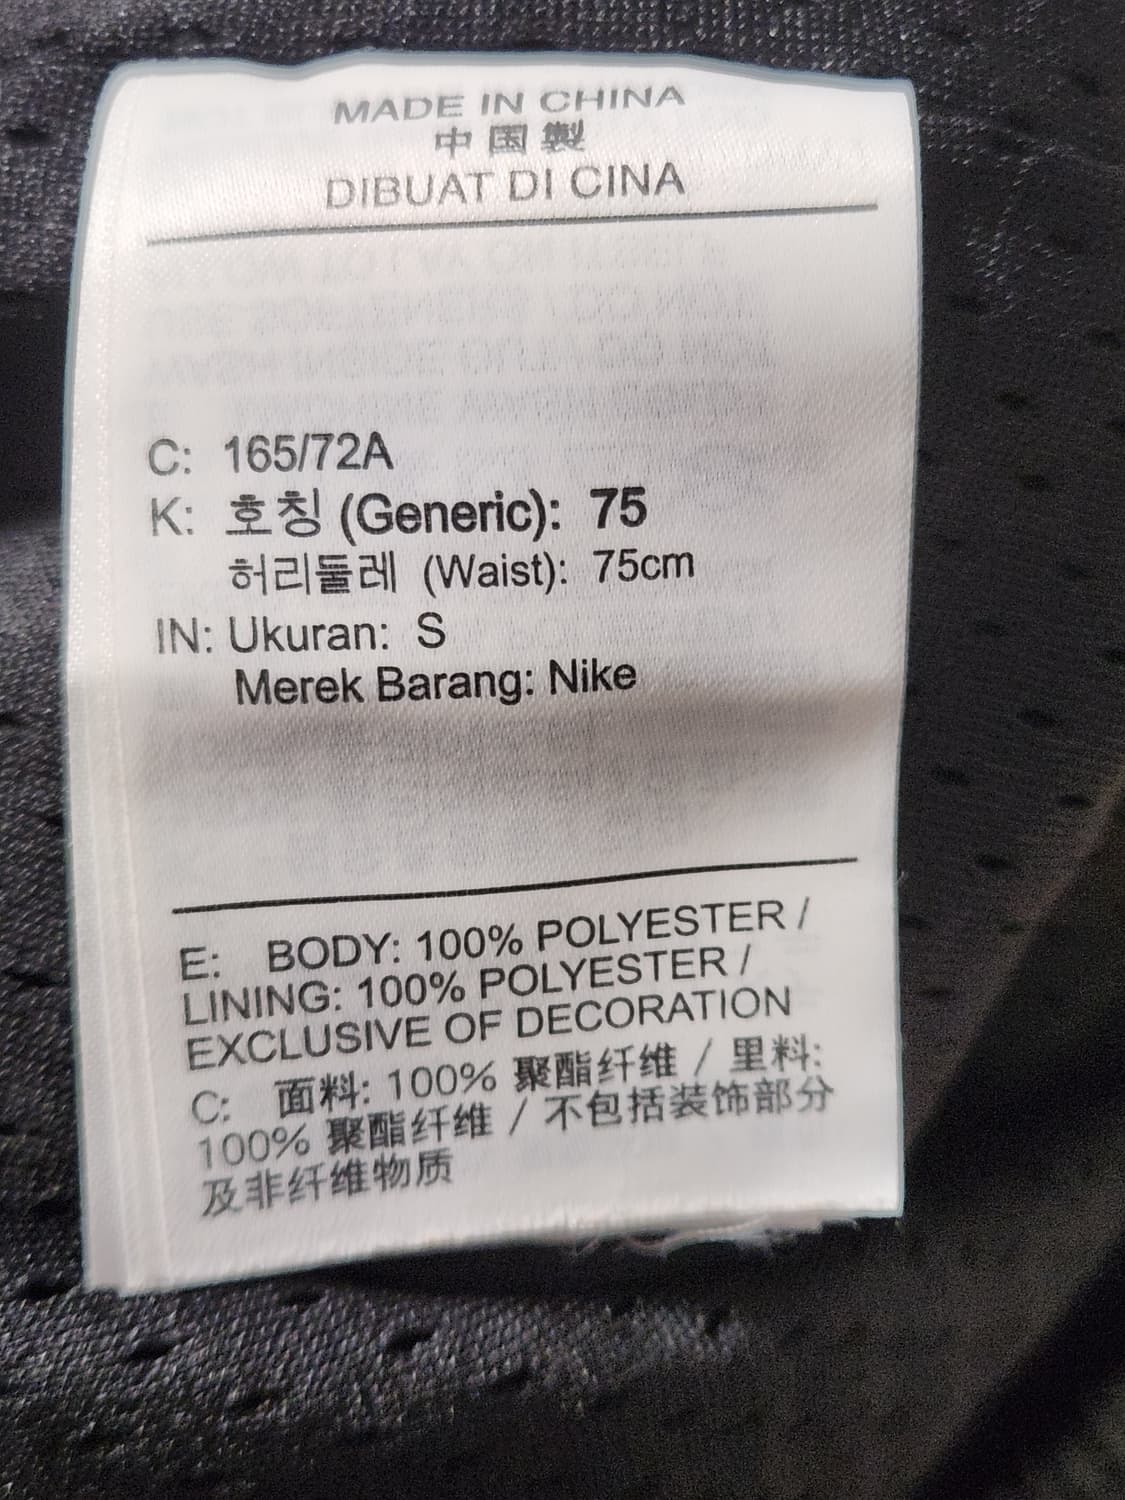 MADE IN CHINA
中国製
DIBUAT DI CINA
C: 165/72A
K: 호칭 (Generic): 75
허리둘레 (Waist): 75cm
IN: Ukuran: S
Merek Barang: Nike
E: BODY: 100% POLYESTER /
LINING: 100% POLYESTER /
EXCLUSIVE OF DECORATION
C: 面料: 100% 聚酯纤维 / 里料:
100% 聚酯纤维 / 不包括装饰部分
及非纤维物质